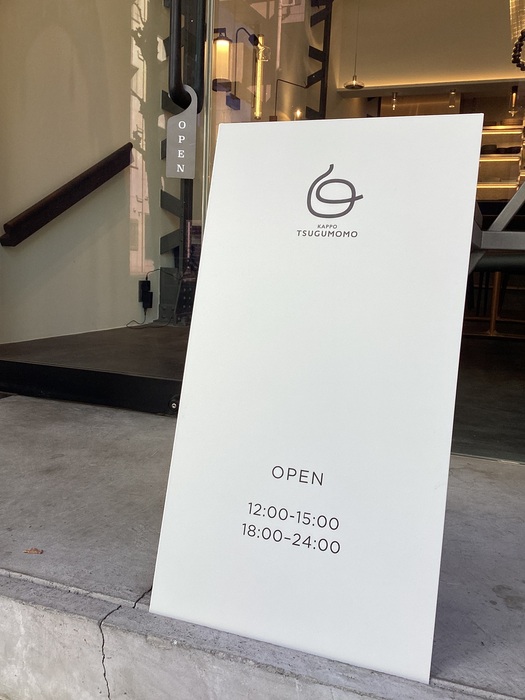 OPEN
KAPPO
TSUGUMOMO
OPEN
12:00-15:00
18:00-24:00